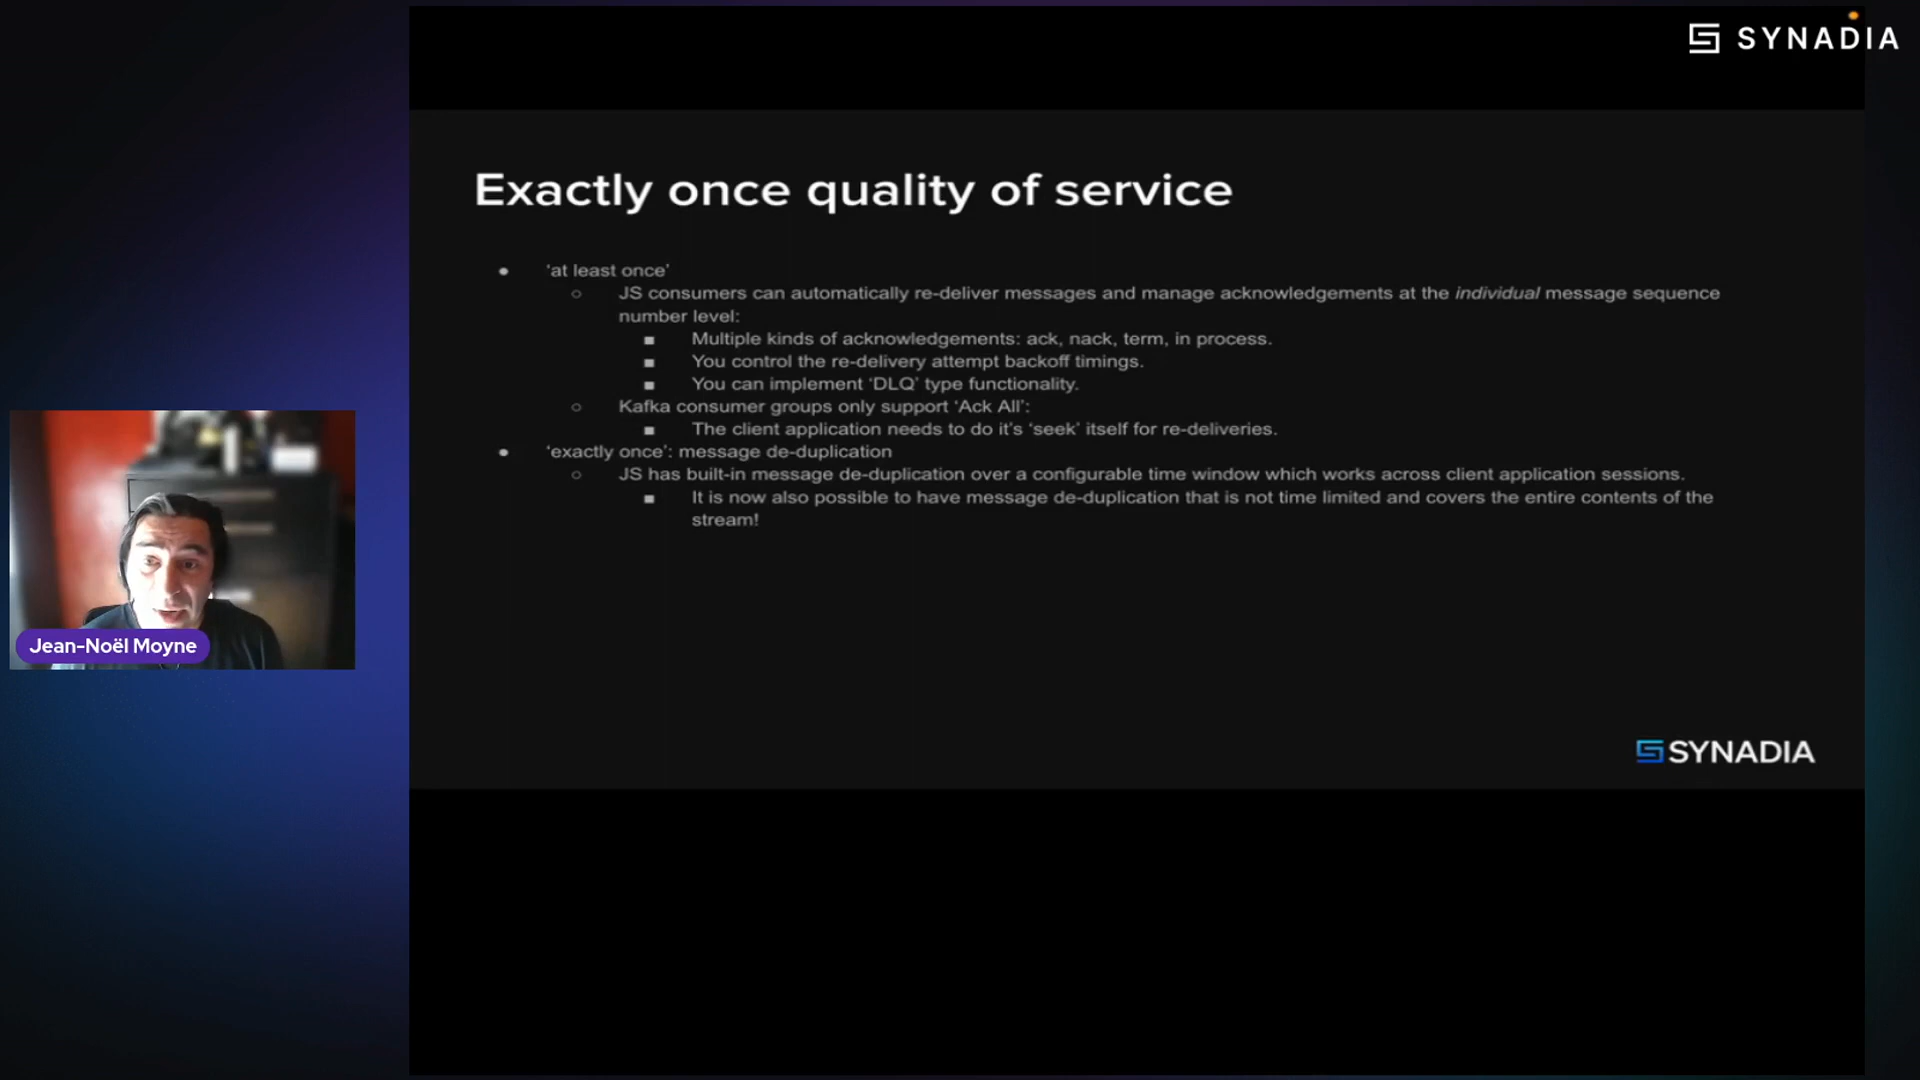 SYNADIA
Exactly once quality of service
● ‘at least once’
○ JS consumers can automatically re-deliver messages and manage acknowledgements at the individual message sequence
number level:
■ Multiple kinds of acknowledgements: ack, nack, term, in process.
■ You control the re-delivery attempt backoff timings.
■ You can implement ‘DLQ’ type functionality.
○ Kafka consumer groups only support ‘Ack All’:
■ The client application needs to do it’s ‘seek’ itself for re-deliveries.
● ‘exactly once’: message de-duplication
○ JS has built-in message de-duplication over a configurable time window which works across client application sessions.
■ It is now also possible to have message de-duplication that is not time limited and covers the entire contents of the
stream!
Jean-Noël Moyne
SYNADIA